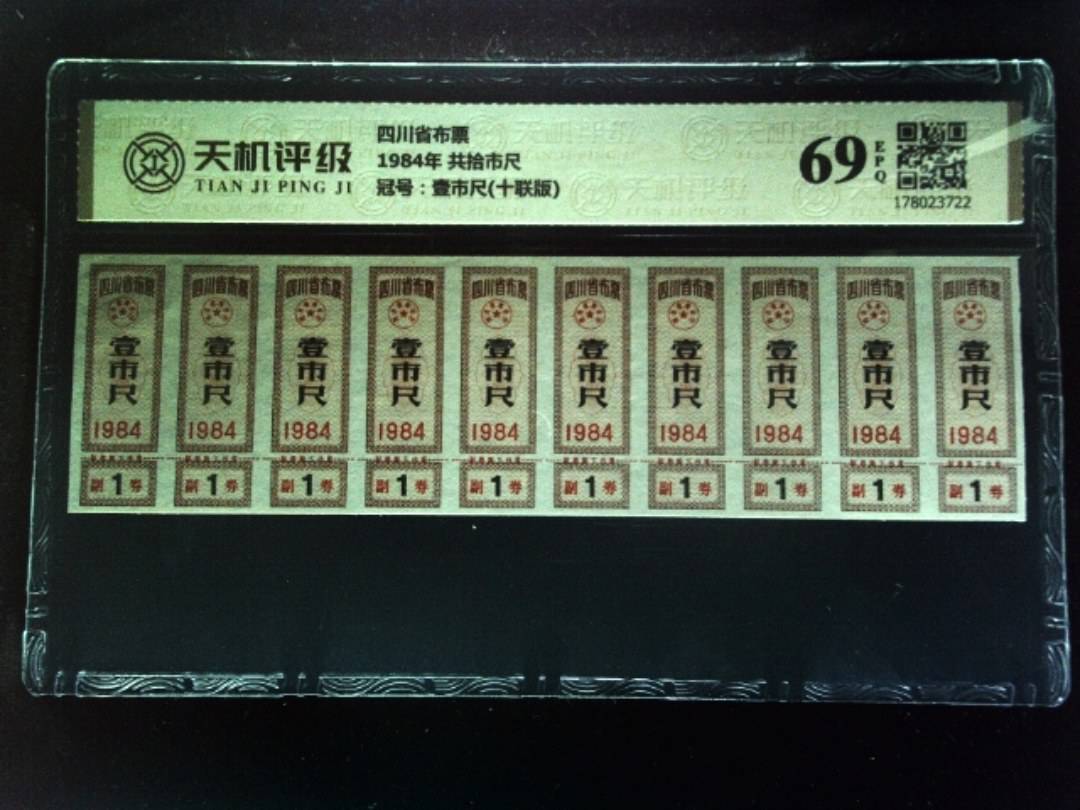 天机评级
TIAN JI PING JI
四川省布票
1984年 共拾市尺
冠号：壹市尺(十联版)
69
EPQ
178023722
四川省布票 四川省布票 四川省布票 四川省布票 四川省布票 四川省布票 四川省布票 四川省布票 四川省布票 四川省布票
壹市尺 壹市尺 壹市尺 壹市尺 壹市尺 壹市尺 壹市尺 壹市尺 壹市尺 壹市尺
1984 1984 1984 1984 1984 1984 1984 1984 1984 1984
副1券 副1券 副1券 副1券 副1券 副1券 副1券 副1券 副1券 副1券